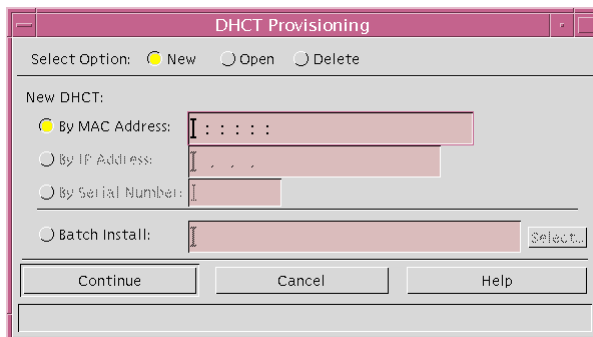 DHCT Provisioning
Select Option: New Open Delete
New DHCT:
By MAC Address: : : : : :
By IP Address: . . .
By Serial Number:
Batch Install: Select...
Continue Cancel Help